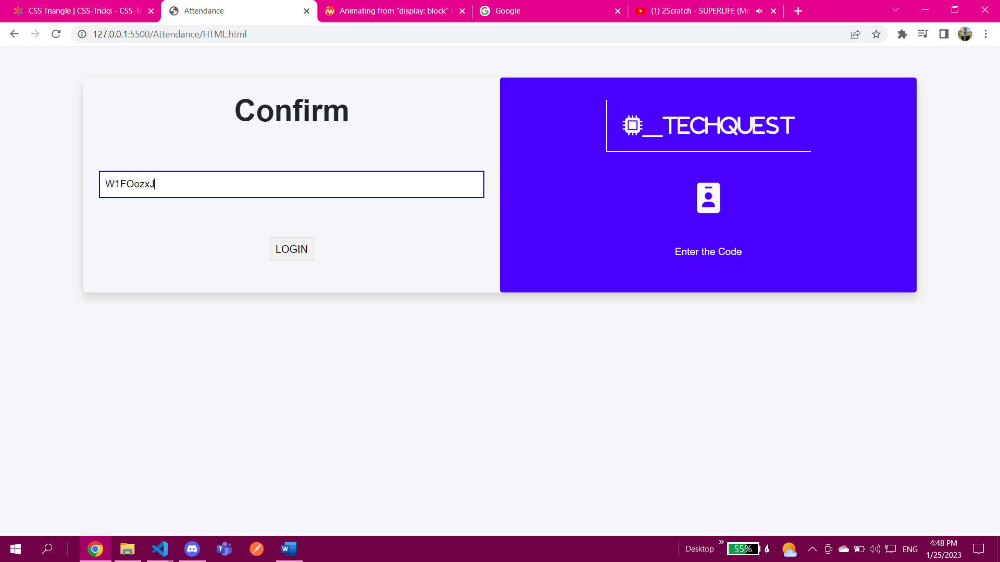 CSS Triangle | CSS-Tricks - CSS-Tr
Attendance
Animating from "display: block" t
Google
(1) 2Scratch - SUPERLIFE (Me
127.0.0.1:5500/Attendance/HTML.html
Confirm
W1FOozxJ
LOGIN
__TECHQUEST
Enter the Code
Desktop
55%
ENG
4:48 PM
1/25/2023